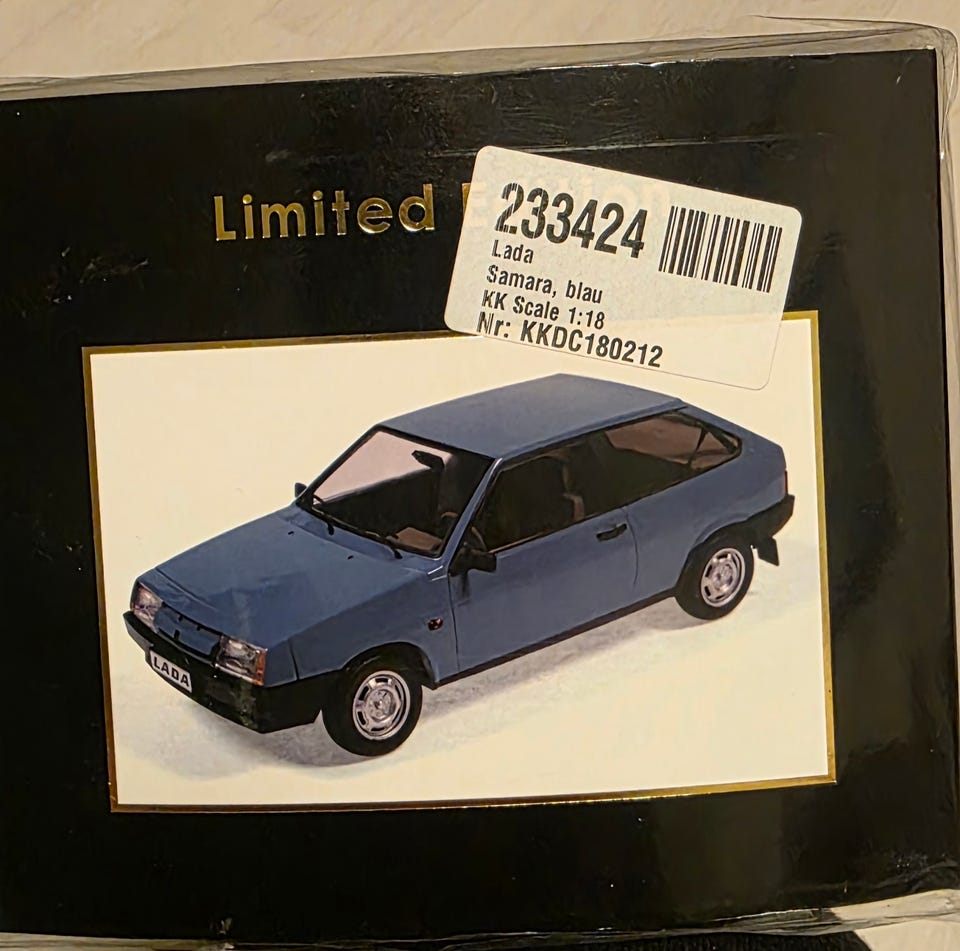 Limited
233424
Lada
Samara, blau
KK Scale 1:18
Nr: KKDC180212
LADA